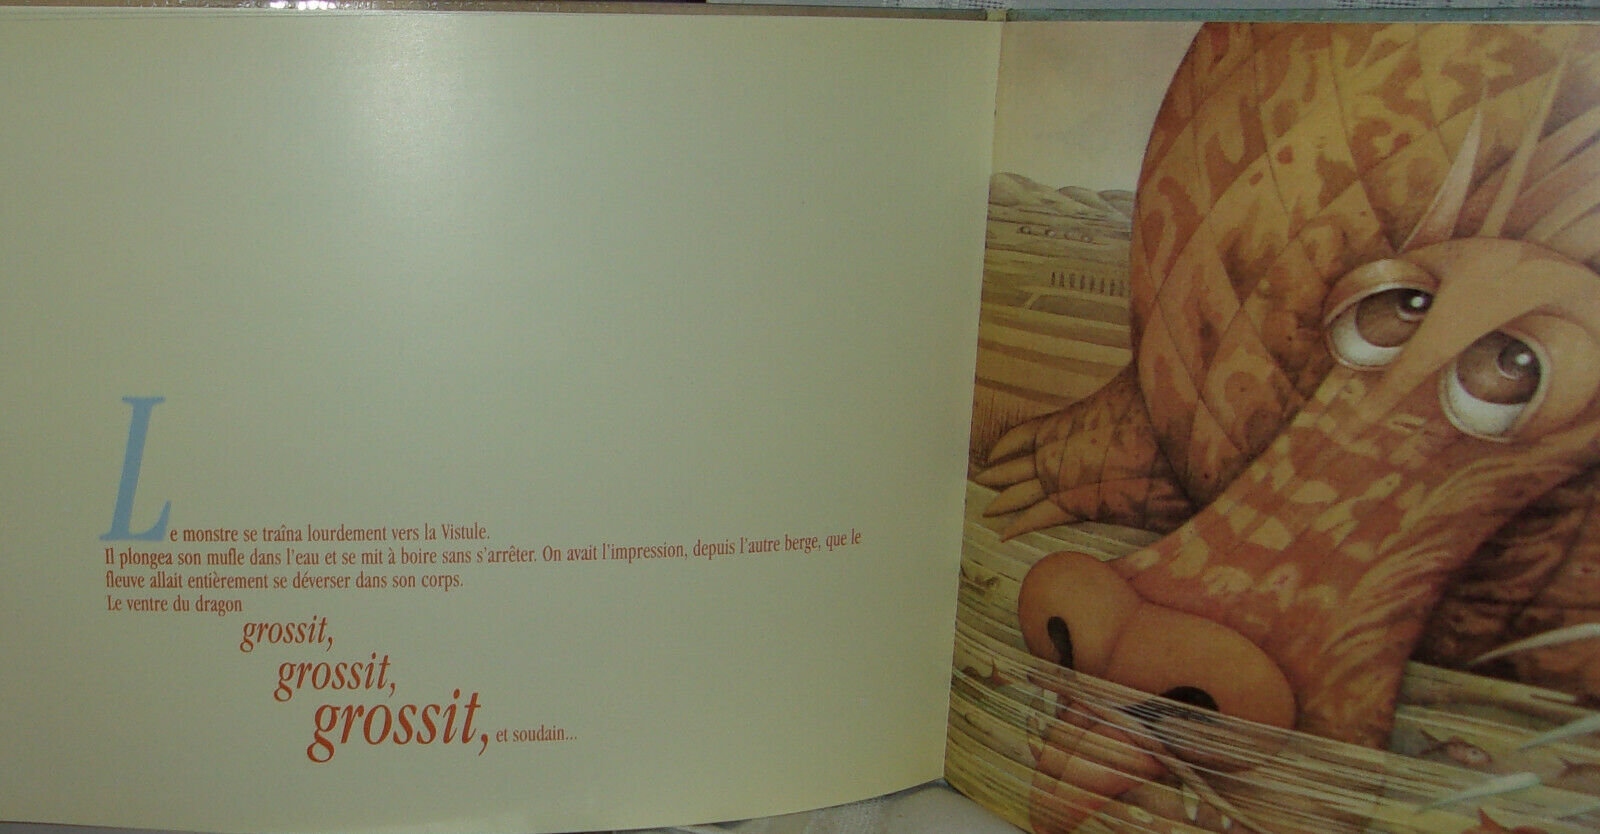 Le monstre se traîna lourdement vers la Vistule.
Il plongea son mufle dans l'eau et se mit à boire sans s'arrêter. On avait l'impression, depuis l'autre berge, que le
fleuve allait entièrement se déverser dans son corps.
Le ventre du dragon
grossit,
grossit,
grossit, et soudain...